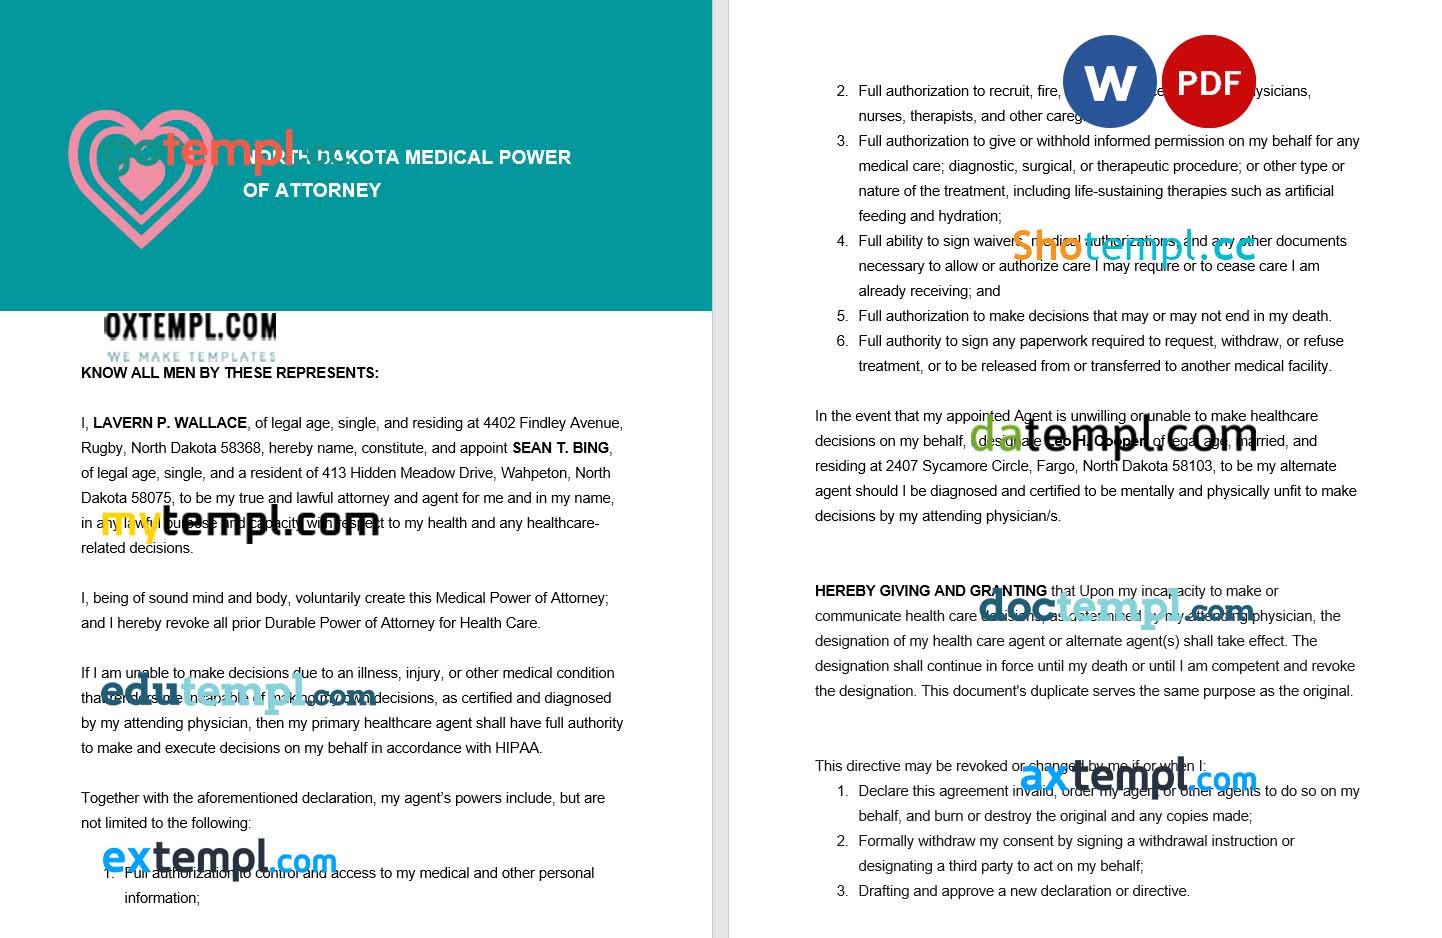 gotempl
NORTH DAKOTA MEDICAL POWER
OF ATTORNEY
OXTEMPL.COM
WE MAKE TEMPLATES
KNOW ALL MEN BY THESE REPRESENTS:
I, LAVERN P. WALLACE, of legal age, single, and residing at 4402 Findley Avenue,
Rugby, North Dakota 58368, hereby name, constitute, and appoint SEAN T. BING,
of legal age, single, and a resident of 413 Hidden Meadow Drive, Wahpeton, North
Dakota 58075, to be my true and lawful attorney and agent for me and in my name,
in any lawful purpose and capacity with respect to my health and any healthcare-
mytempl.com
related decisions.
I, being of sound mind and body, voluntarily create this Medical Power of Attorney;
and I hereby revoke all prior Durable Power of Attorney for Health Care.
If I am unable to make decisions due to an illness, injury, or other medical condition
that renders me incapable of making my own decisions, as certified and diagnosed
edutempl.com
by my attending physician, then my primary healthcare agent shall have full authority
to make and execute decisions on my behalf in accordance with HIPAA.
Together with the aforementioned declaration, my agent’s powers include, but are
not limited to the following:
extempl.com
1. Full authorization to control and access to my medical and other personal
information;
W PDF
2. Full authorization to recruit, fire, physicians,
nurses, therapists, and other
3. Full authorization to give or withhold informed permission on my behalf for any
medical care; diagnostic, surgical, or therapeutic procedure; or other type or
nature of the treatment, including life-sustaining therapies such as artificial
feeding and hydration;
4. Full ability to sign waivers, medical authorizations, and any other documents
Shotempl.cc
necessary to allow or authorize care I may require or to cease care I am
already receiving; and
5. Full authorization to make decisions that may or may not end in my death.
6. Full authority to sign any paperwork required to request, withdraw, or refuse
treatment, or to be released from or transferred to another medical facility.
In the event that my appointed Agent is unwilling or unable to make healthcare
decisions on my behalf, I designate Leo H. Cooper, of legal age, married, and
datempl.com
residing at 2407 Sycamore Circle, Fargo, North Dakota 58103, to be my alternate
agent should I be diagnosed and certified to be mentally and physically unfit to make
decisions by my attending physician/s.
HEREBY GIVING AND GRANTING that Upon my incapacity to make or
communicate health care decisions, as determined by my attending physician, the
doctempl.com
designation of my health care agent or alternate agent(s) shall take effect. The
designation shall continue in force until my death or until I am competent and revoke
the designation. This document's duplicate serves the same purpose as the original.
This directive may be revoked or changed by me if or when I:
axtempl.com
1. Declare this agreement invalid, order my agent or other agents to do so on my
behalf, and burn or destroy the original and any copies made;
2. Formally withdraw my consent by signing a withdrawal instruction or
designating a third party to act on my behalf;
3. Drafting and approve a new declaration or directive.